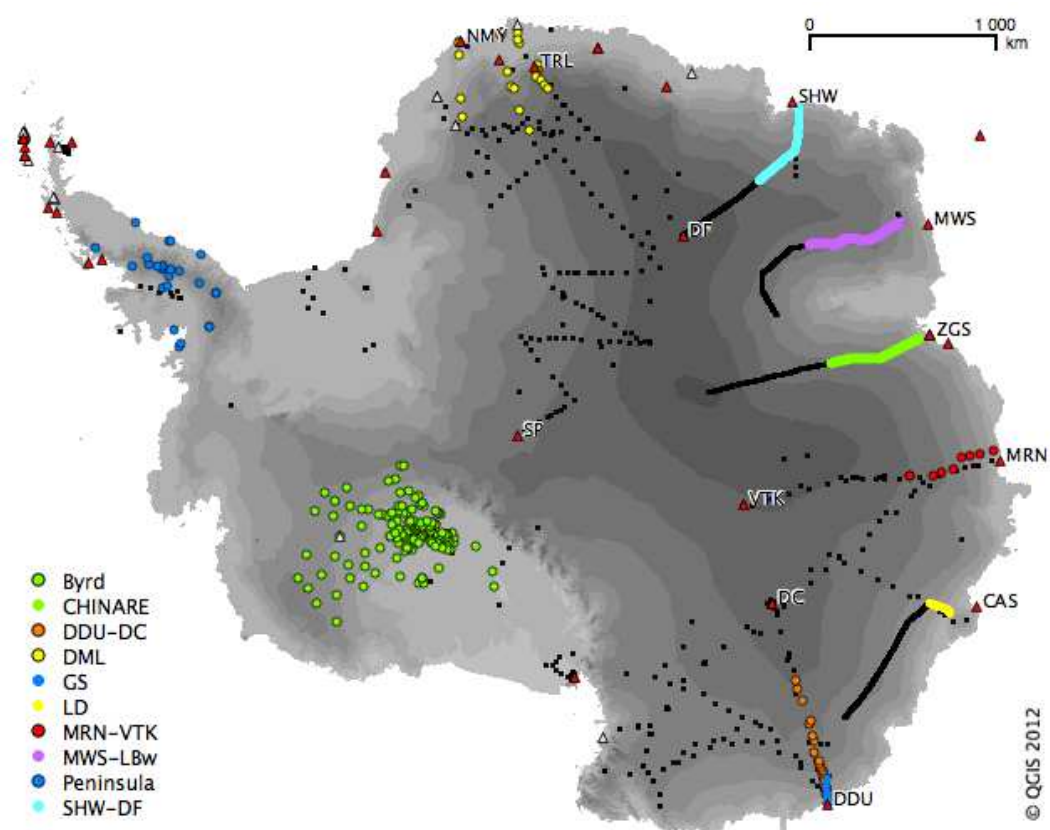 0 1 000
km
NMY
TRL
SHW
DF
MWS
ZGS
SP
MRN
VTK
DC
CAS
DDU
Byrd
CHINARE
DDU-DC
DML
GS
LD
MRN-VTK
MWS-LBw
Peninsula
SHW-DF
© QGIS 2012